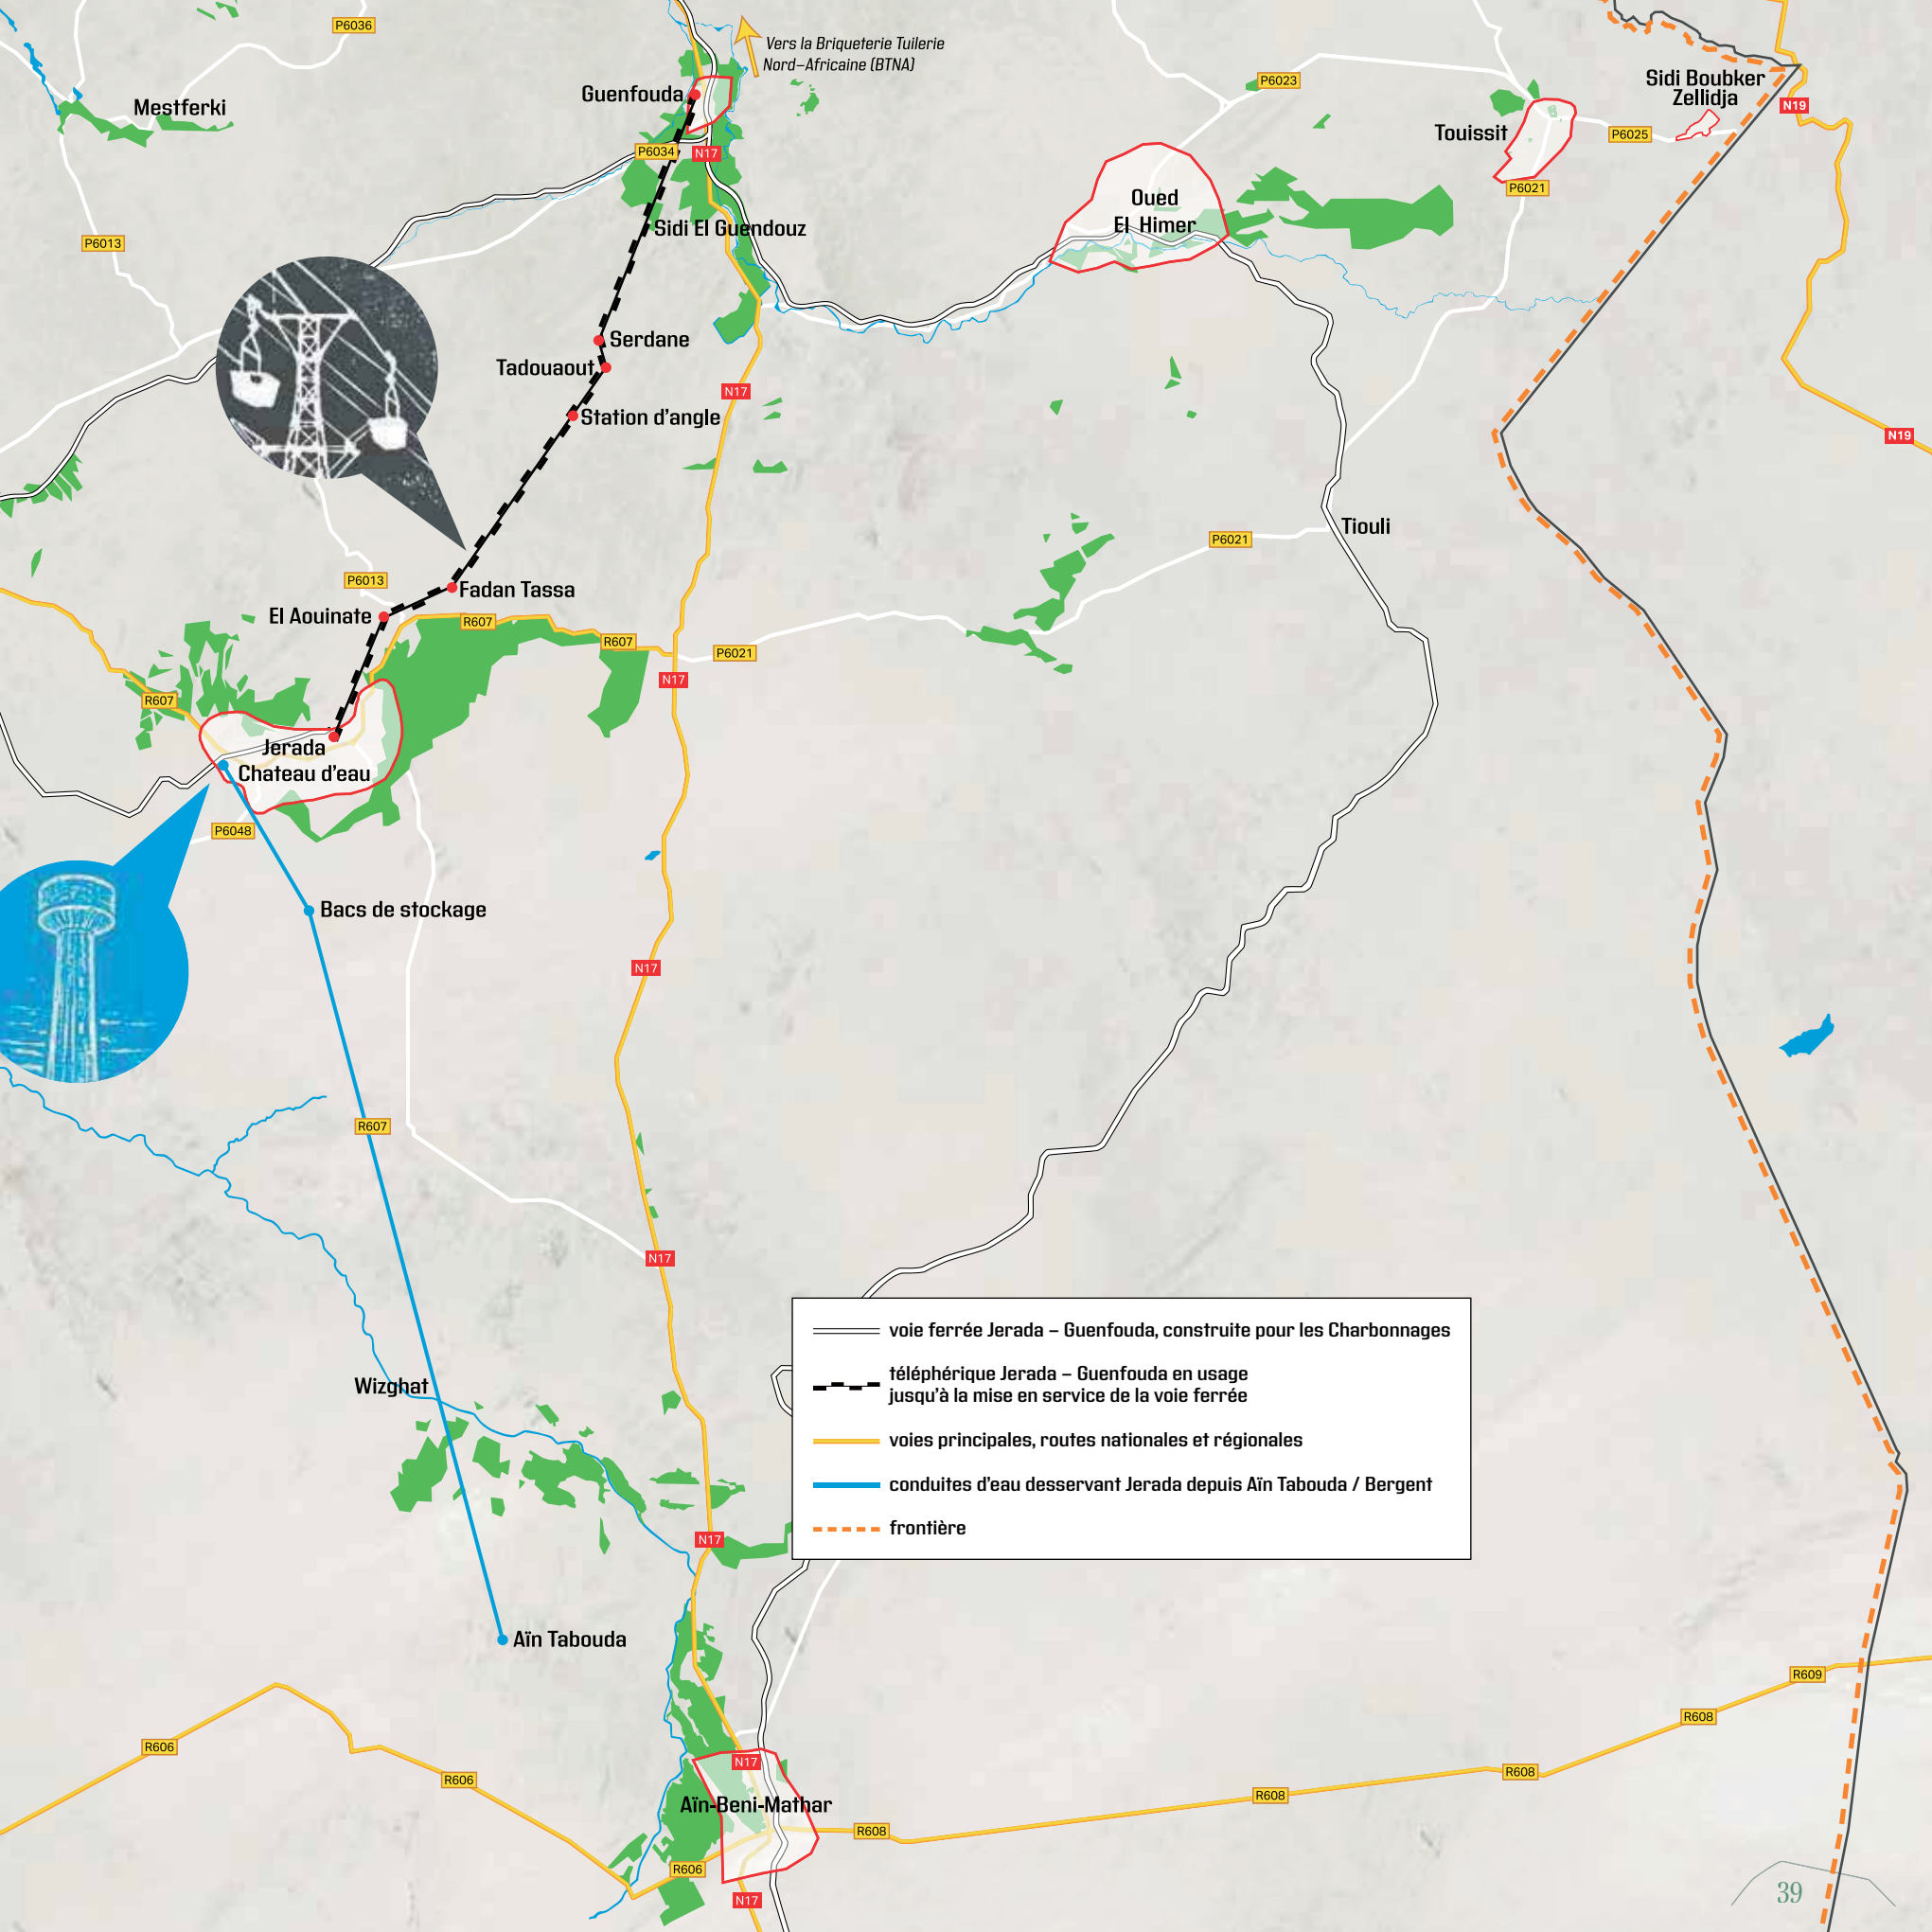 P6036
Vers la Briqueterie Tuilerie
Nord–Africaine (BTNA)
Guenfouda
Mestferki
P6023
Sidi Boubker
Zellidja
N19
Touissit
P6025
P6034
N17
P6021
Oued
El Himer
Sidi El Guendouz
P6013
Serdane
Tadouaout
N17
Station d'angle
N19
Tiouli
P6021
P6013
Fadan Tassa
El Aouinate
R607
R607
P6021
N17
R607
Jerada
Chateau d'eau
P6048
Bacs de stockage
N17
R607
N17
voie ferrée Jerada – Guenfouda, construite pour les Charbonnages
téléphérique Jerada – Guenfouda en usage
jusqu'à la mise en service de la voie ferrée
voies principales, routes nationales et régionales
conduites d'eau desservant Jerada depuis Aïn Tabouda / Bergent
frontière
Wizghat
N17
Aïn Tabouda
R609
R608
R606
N17
R606
R608
R608
Aïn-Beni-Mathar
R608
R606
N17
39